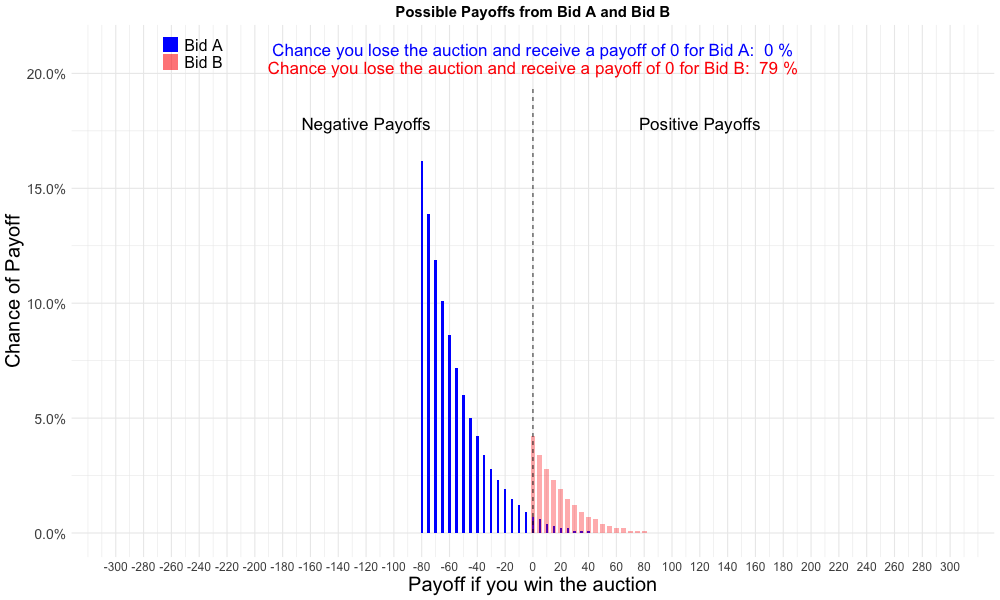 Possible Payoffs from Bid A and Bid B
Bid A
Bid B
Chance you lose the auction and receive a payoff of 0 for Bid A:  0 %
Chance you lose the auction and receive a payoff of 0 for Bid B:  79 %
Negative Payoffs
Positive Payoffs
Chance of Payoff
20.0%
15.0%
10.0%
5.0%
0.0%
-300 -280 -260 -240 -220 -200 -180 -160 -140 -120 -100 -80 -60 -40 -20 0 20 40 60 80 100 120 140 160 180 200 220 240 260 280 300
Payoff if you win the auction